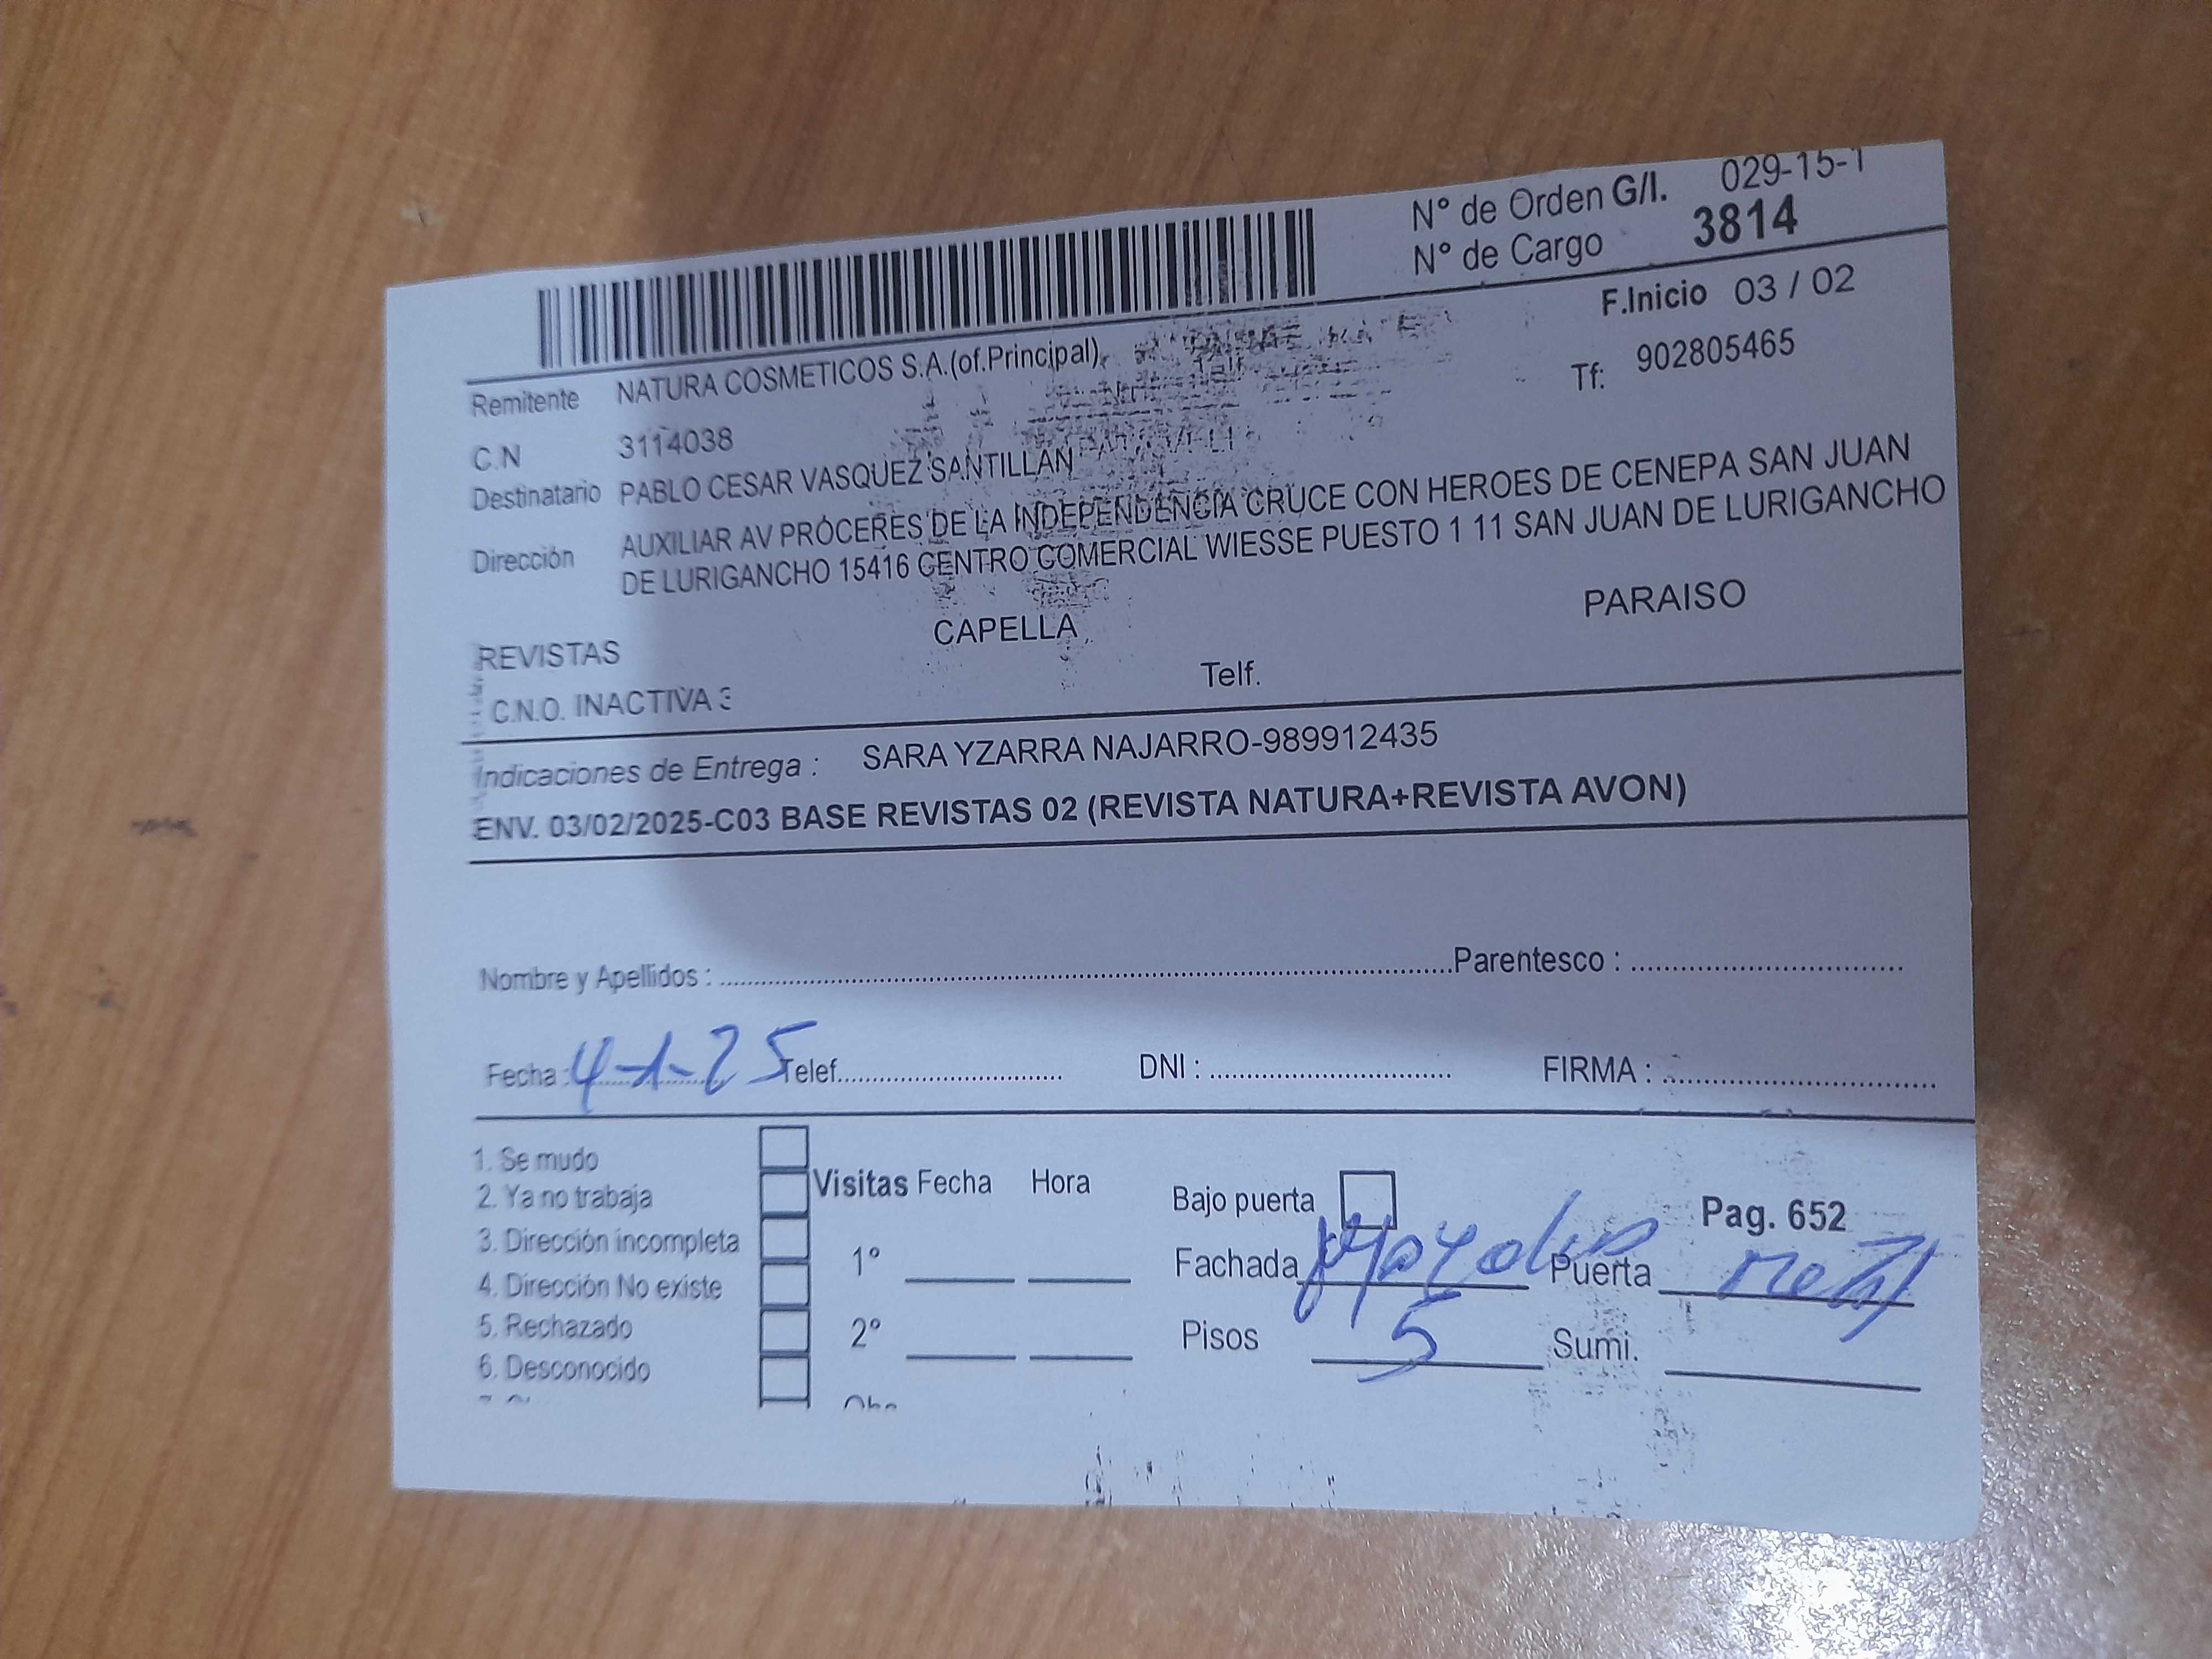 N° de Orden G/I. 029-15-1
N° de Cargo 3814
F.Inicio 03 / 02
Remitente NATURA COSMETICOS S.A.(of.Principal)
Tf: 902805465
C.N 3114038
Destinatario PABLO CESAR VASQUEZ SANTILLAN
Dirección AUXILIAR AV PRÓCERES DE LA INDEPENDENCIA CRUCE CON HEROES DE CENEPA SAN JUAN
DE LURIGANCHO 15416 CENTRO COMERCIAL WIESSE PUESTO 1 11 SAN JUAN DE LURIGANCHO
REVISTAS CAPELLA PARAISO
C.N.O. INACTIVA 3 Telf.
Indicaciones de Entrega : SARA YZARRA NAJARRO-989912435
ENV. 03/02/2025-C03 BASE REVISTAS 02 (REVISTA NATURA+REVISTA AVON)
Nombre y Apellidos : Parentesco :
Fecha : 4-1-25 Telef. DNI : FIRMA :
1. Se mudo
2. Ya no trabaja
3. Dirección incompleta
4. Dirección No existe
5. Rechazado
6. Desconocido
Visitas Fecha Hora
1°
2°
Bajo puerta Pag. 652
Fachada Puerta
Pisos 5 Sumi.